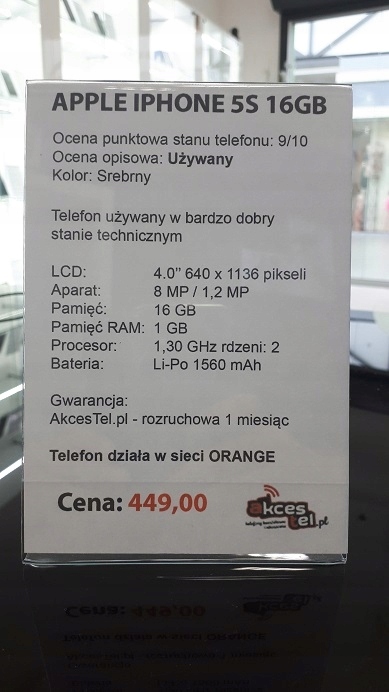 APPLE IPHONE 5S 16GB
Ocena punktowa stanu telefonu: 9/10
Ocena opisowa: Używany
Kolor: Srebrny
Telefon używany w bardzo dobry
stanie technicznym
LCD: 4.0” 640 x 1136 pikseli
Aparat: 8 MP / 1,2 MP
Pamięć: 16 GB
Pamięć RAM: 1 GB
Procesor: 1,30 GHz rdzeni: 2
Bateria: Li-Po 1560 mAh
Gwarancja:
AkcesTel.pl - rozruchowa 1 miesiąc
Telefon działa w sieci ORANGE
Cena: 449,00
akces
tel.pl